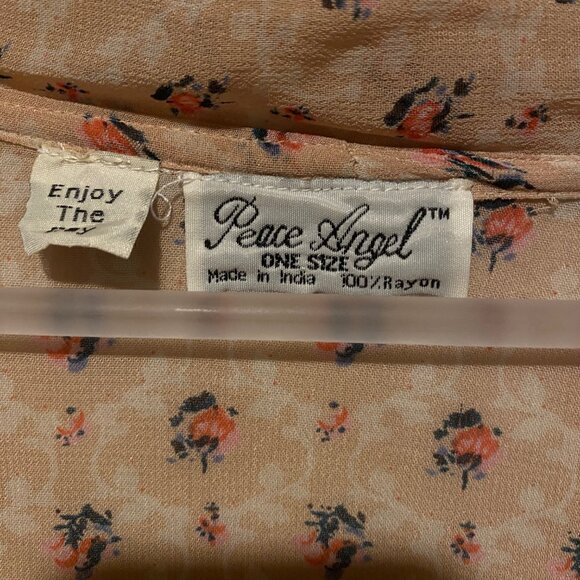 Enjoy
The
Peace Angel™
ONE SIZE
Made in India 100% Rayon